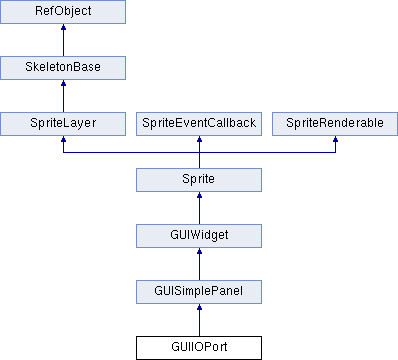 RefObject
SkeletonBase
SpriteLayer SpriteEventCallback SpriteRenderable
Sprite
GUIWidget
GUISimplePanel
GUIIOPort